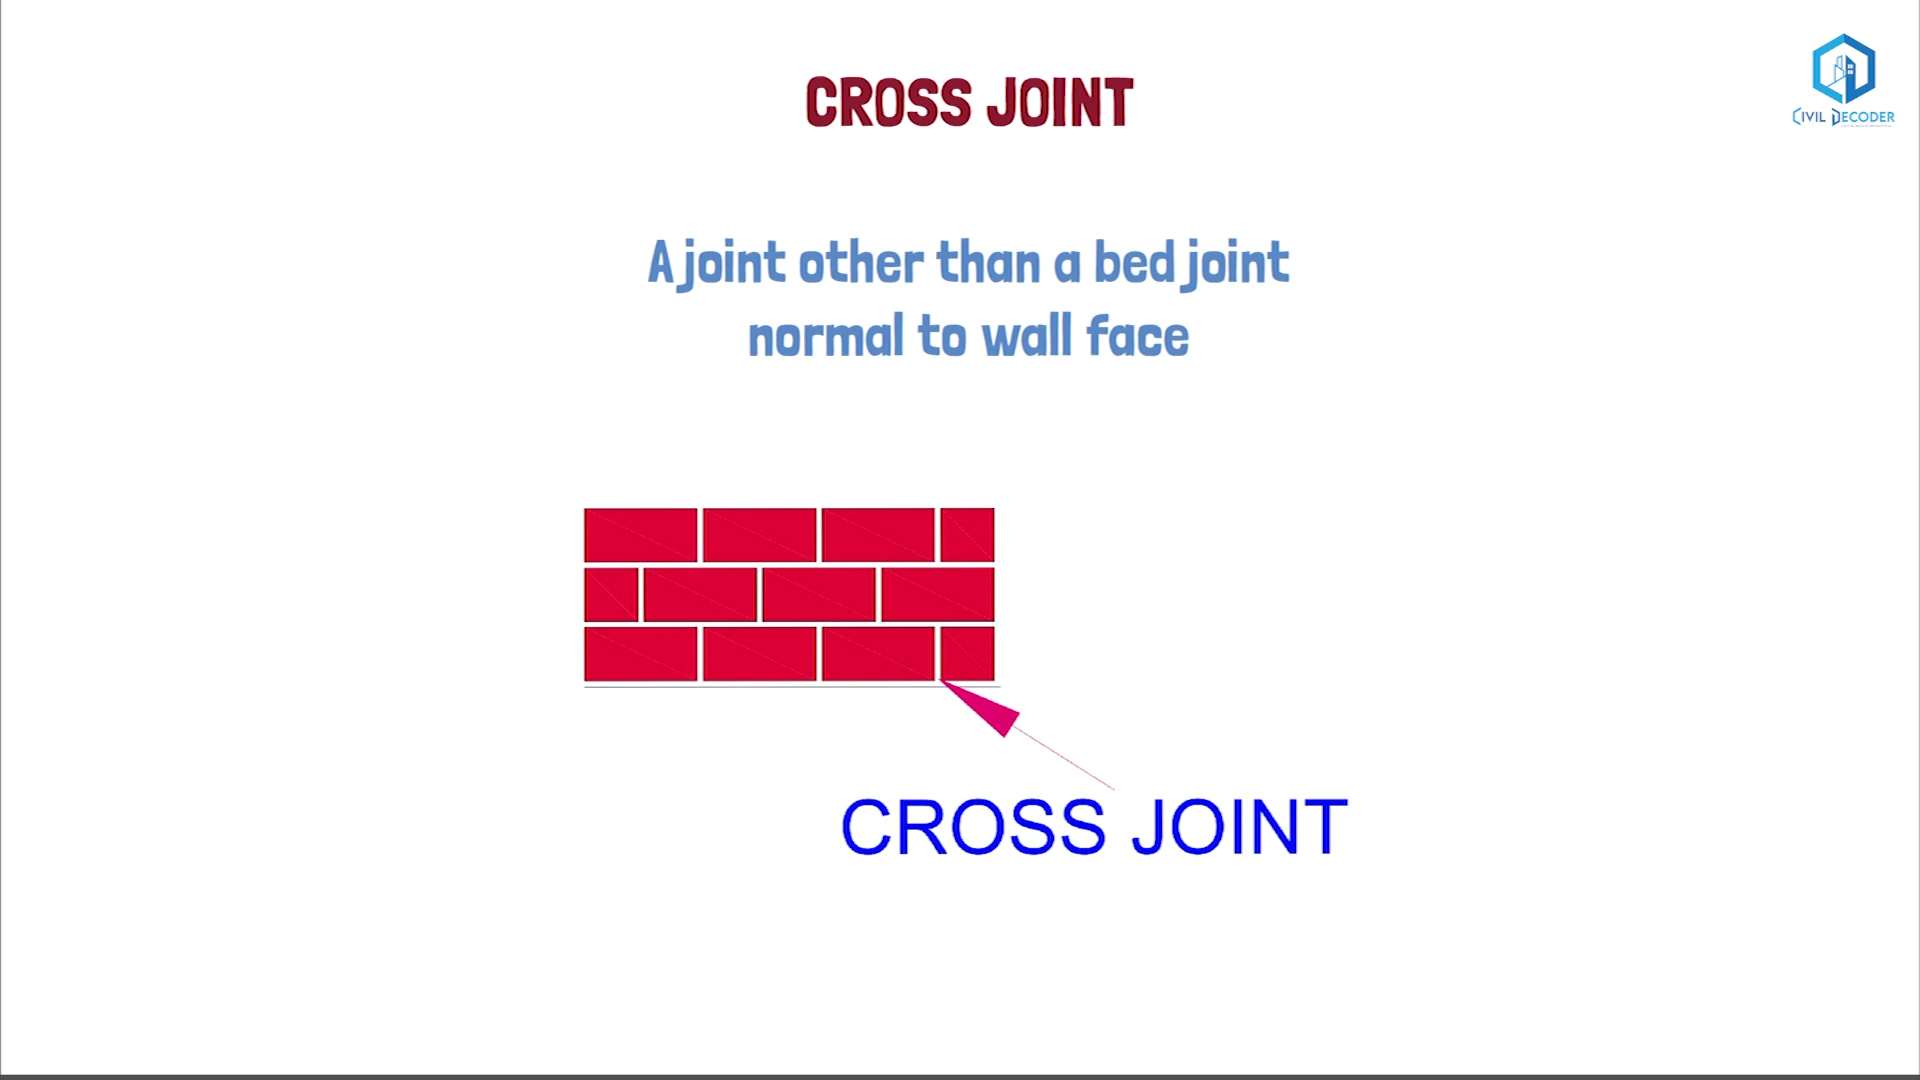 CROSS JOINT
CIVIL DECODER
A joint other than a bed joint
normal to wall face
CROSS JOINT